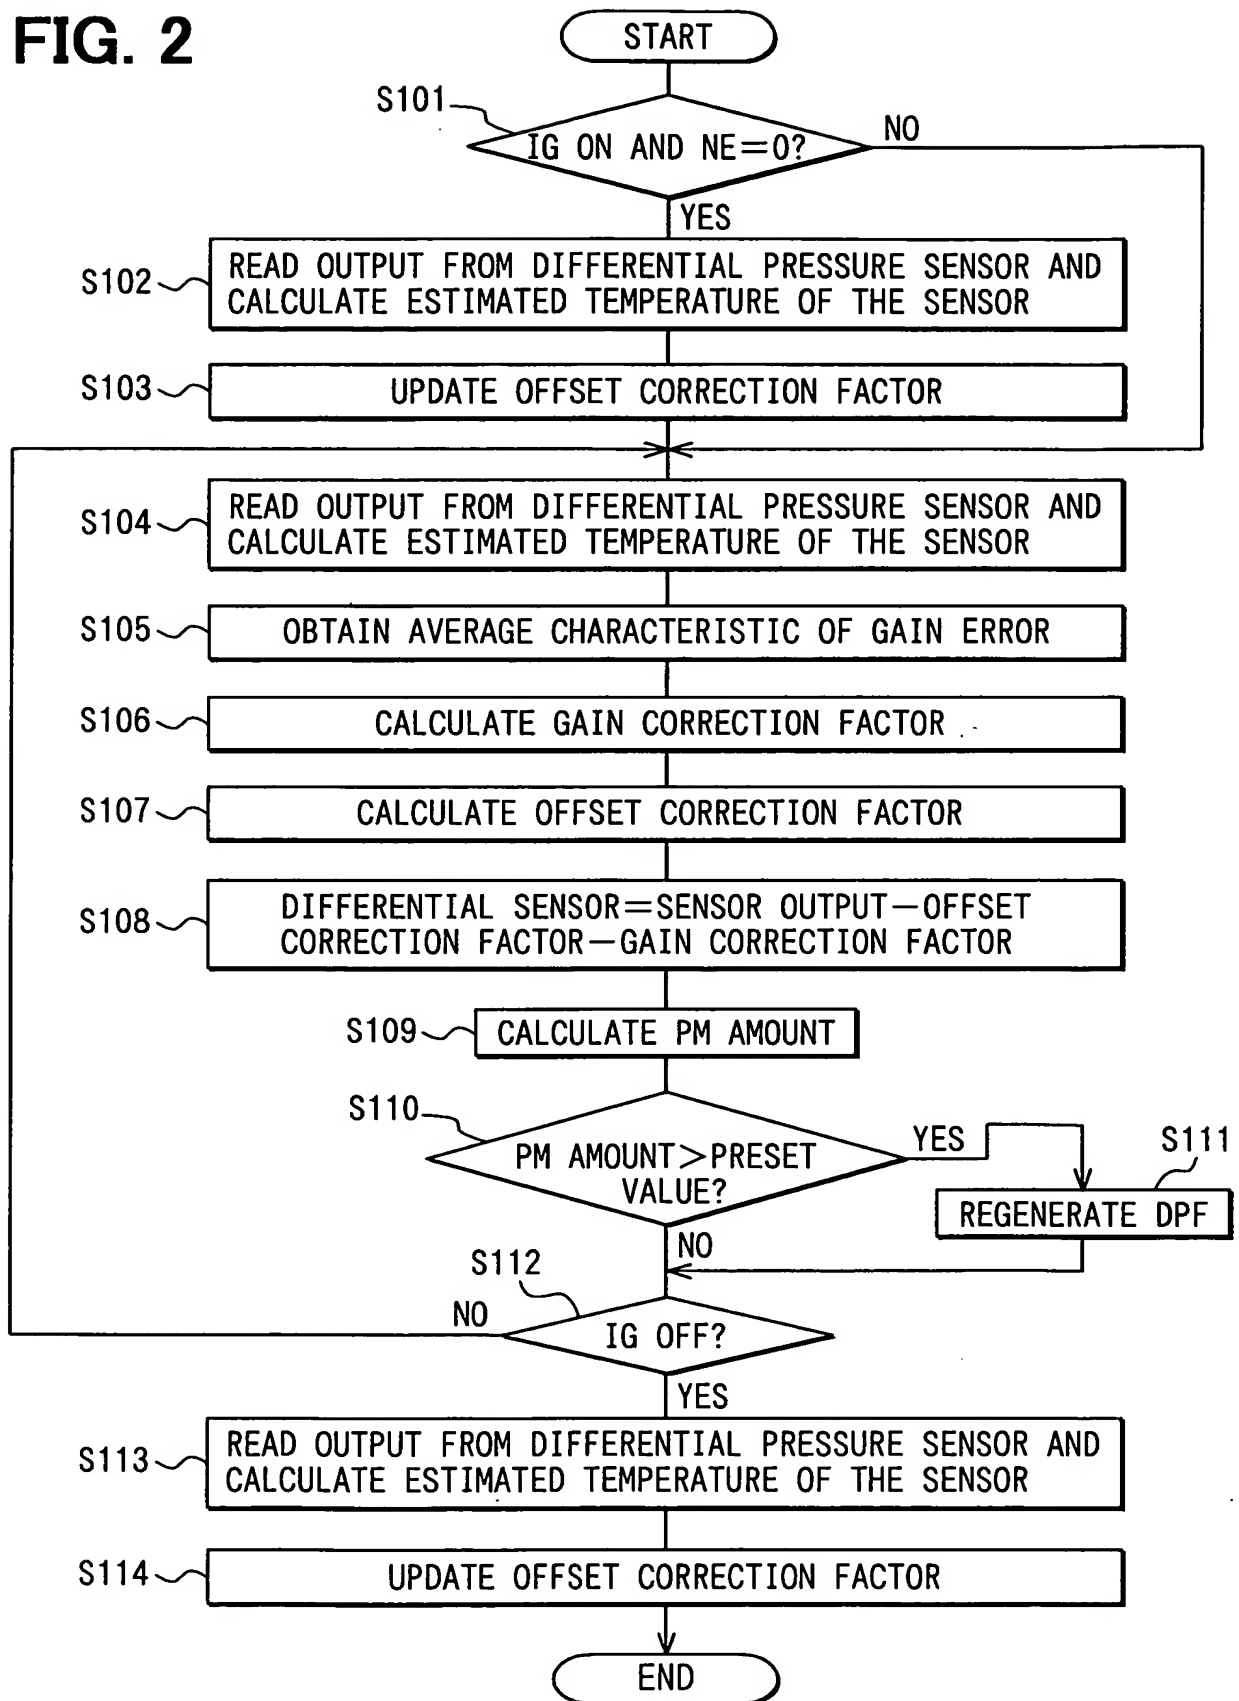 FIG. 2
START
S101
IG ON AND NE=0?
NO
YES
S102
READ OUTPUT FROM DIFFERENTIAL PRESSURE SENSOR AND
CALCULATE ESTIMATED TEMPERATURE OF THE SENSOR
S103
UPDATE OFFSET CORRECTION FACTOR
S104
READ OUTPUT FROM DIFFERENTIAL PRESSURE SENSOR AND
CALCULATE ESTIMATED TEMPERATURE OF THE SENSOR
S105
OBTAIN AVERAGE CHARACTERISTIC OF GAIN ERROR
S106
CALCULATE GAIN CORRECTION FACTOR
S107
CALCULATE OFFSET CORRECTION FACTOR
S108
DIFFERENTIAL SENSOR=SENSOR OUTPUT-OFFSET
CORRECTION FACTOR-GAIN CORRECTION FACTOR
S109
CALCULATE PM AMOUNT
S110
PM AMOUNT>PRESET
VALUE?
YES
S111
REGENERATE DPF
NO
S112
NO
IG OFF?
YES
S113
READ OUTPUT FROM DIFFERENTIAL PRESSURE SENSOR AND
CALCULATE ESTIMATED TEMPERATURE OF THE SENSOR
S114
UPDATE OFFSET CORRECTION FACTOR
END